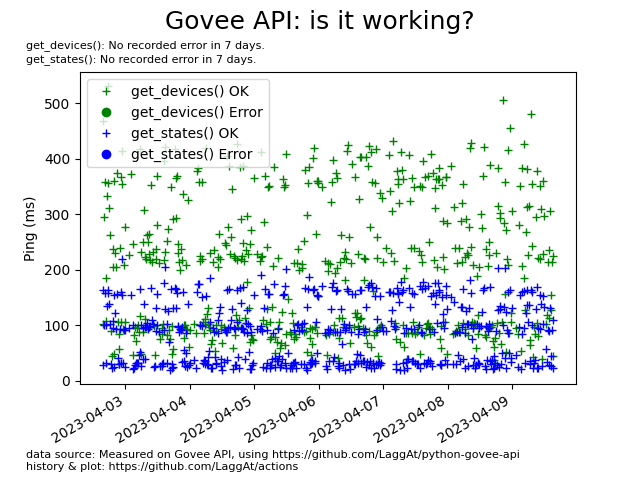 Govee API: is it working?
get_devices(): No recorded error in 7 days.
get_states(): No recorded error in 7 days.
get_devices() OK
get_devices() Error
get_states() OK
get_states() Error
Ping (ms)
500
400
300
200
100
0
2023-04-03
2023-04-04
2023-04-05
2023-04-06
2023-04-07
2023-04-08
2023-04-09
data source: Measured on Govee API, using https://github.com/LaggAt/python-govee-api
history & plot: https://github.com/LaggAt/actions